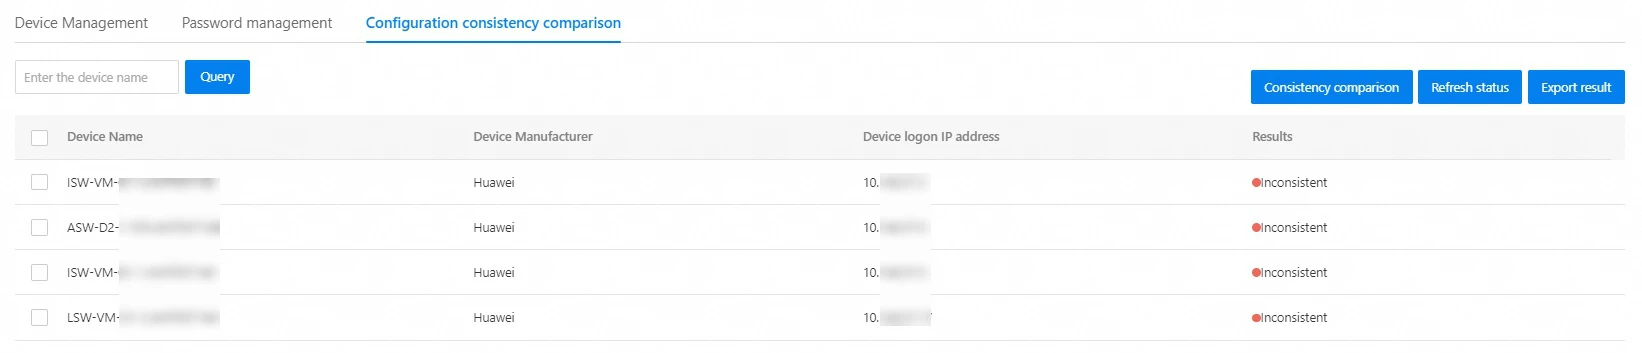 Device Management Password management Configuration consistency comparison
Enter the device name Query
Consistency comparison Refresh status Export result
Device Name Device Manufacturer Device logon IP address Results
ISW-VM- Huawei 10. Inconsistent
ASW-D2- Huawei 10. Inconsistent
ISW-VM- Huawei 10. Inconsistent
LSW-VM- Huawei 10. Inconsistent